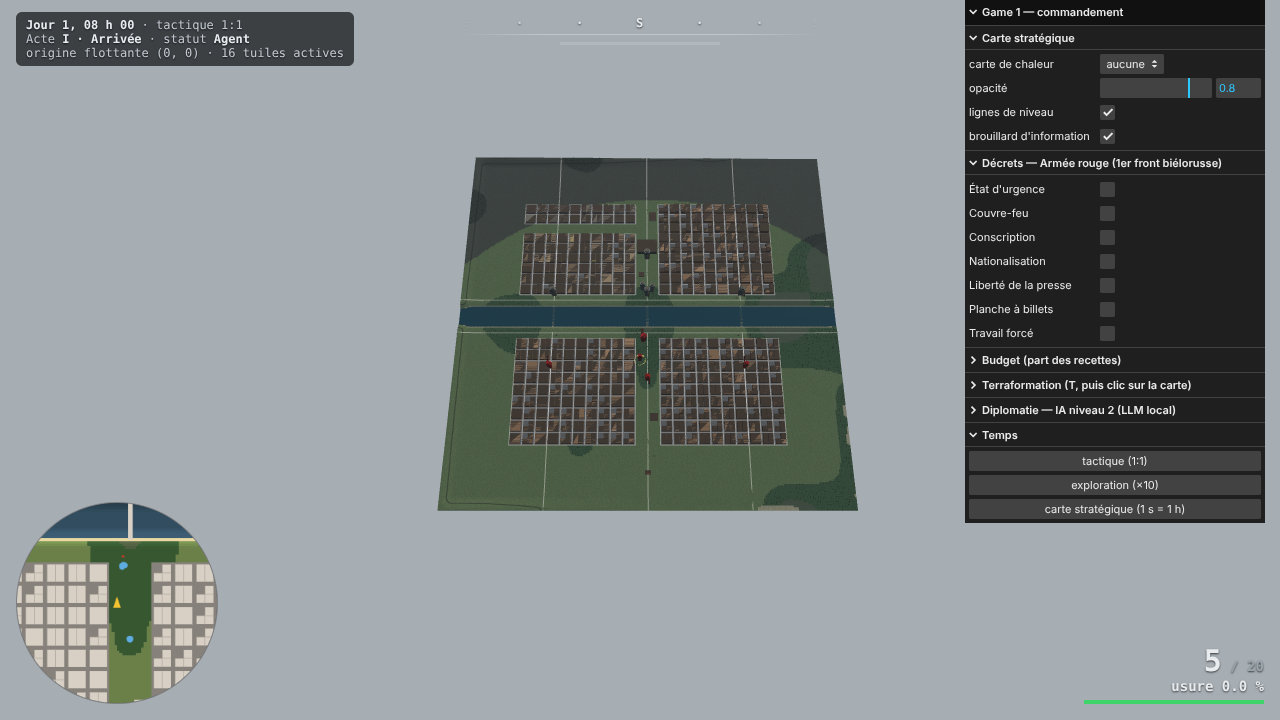 Jour 1, 08 h 00 · tactique 1:1
Acte I · Arrivée · statut Agent
origine flottante (0, 0) · 16 tuiles actives
S
Game 1 — commandement
Carte stratégique
carte de chaleur aucune
opacité 0.8
lignes de niveau
brouillard d'information
Décrets — Armée rouge (1er front biélorusse)
État d'urgence
Couvre-feu
Conscription
Nationalisation
Liberté de la presse
Planche à billets
Travail forcé
Budget (part des recettes)
Terraformation (T, puis clic sur la carte)
Diplomatie — IA niveau 2 (LLM local)
Temps
tactique (1:1)
exploration (×10)
carte stratégique (1 s = 1 h)
5 / 20
usure 0.0 %